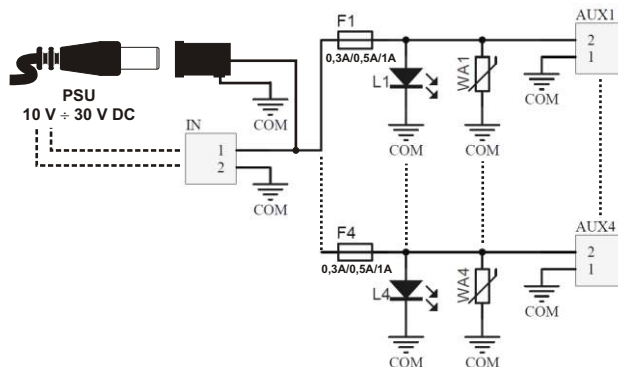 AUX1
F1
2
0,3A/0,5A/1A
1
L1
WA1
COM
COM
COM
COM
PSU
10 V ÷ 30 V DC
IN
1
2
COM
AUX4
F4
2
0,3A/0,5A/1A
1
L4
WA4
COM
COM
COM